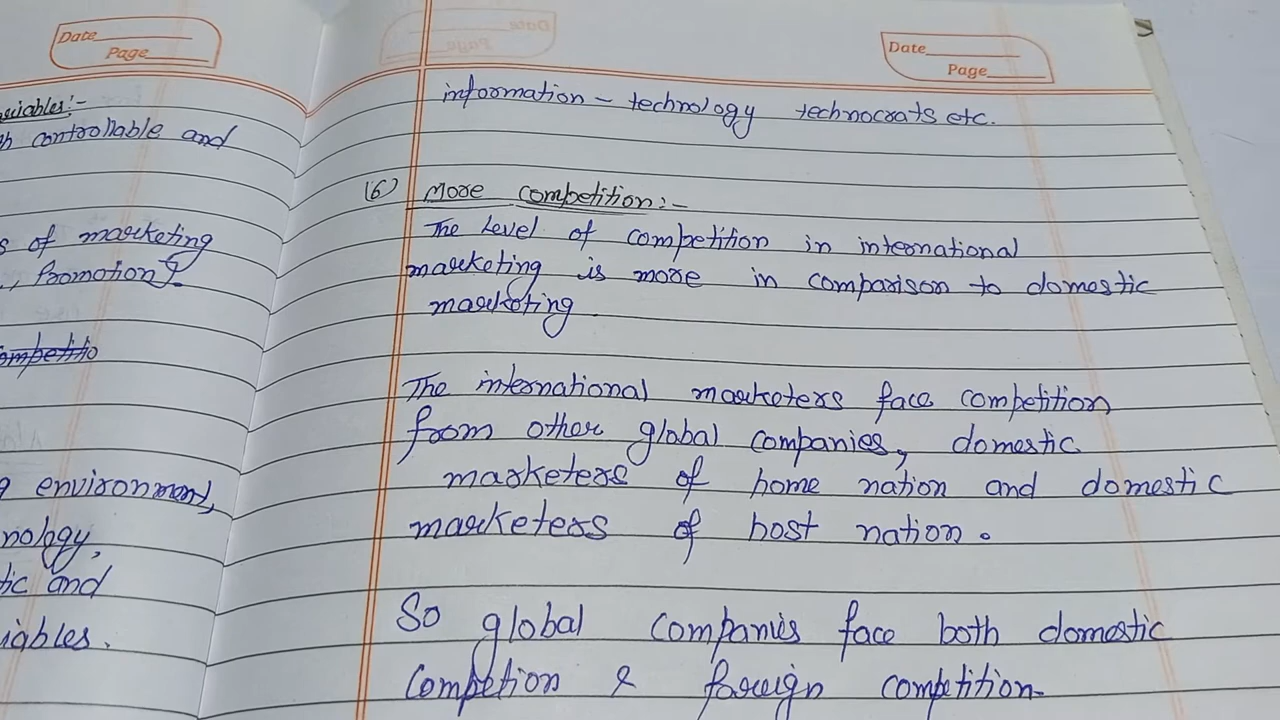 Date
Page
controllable and
of marketing
Promotion
environment,
and
Date
Page
information - technology technocrats etc.
(6) More competition:-
The Level of competition in international
marketing is more in comparison to domestic
marketing
The international marketers face competition
from other global companies, domestic
marketers of home nation and domestic
marketers of host nation.
So global companies face both domestic
Competion & foreign competition